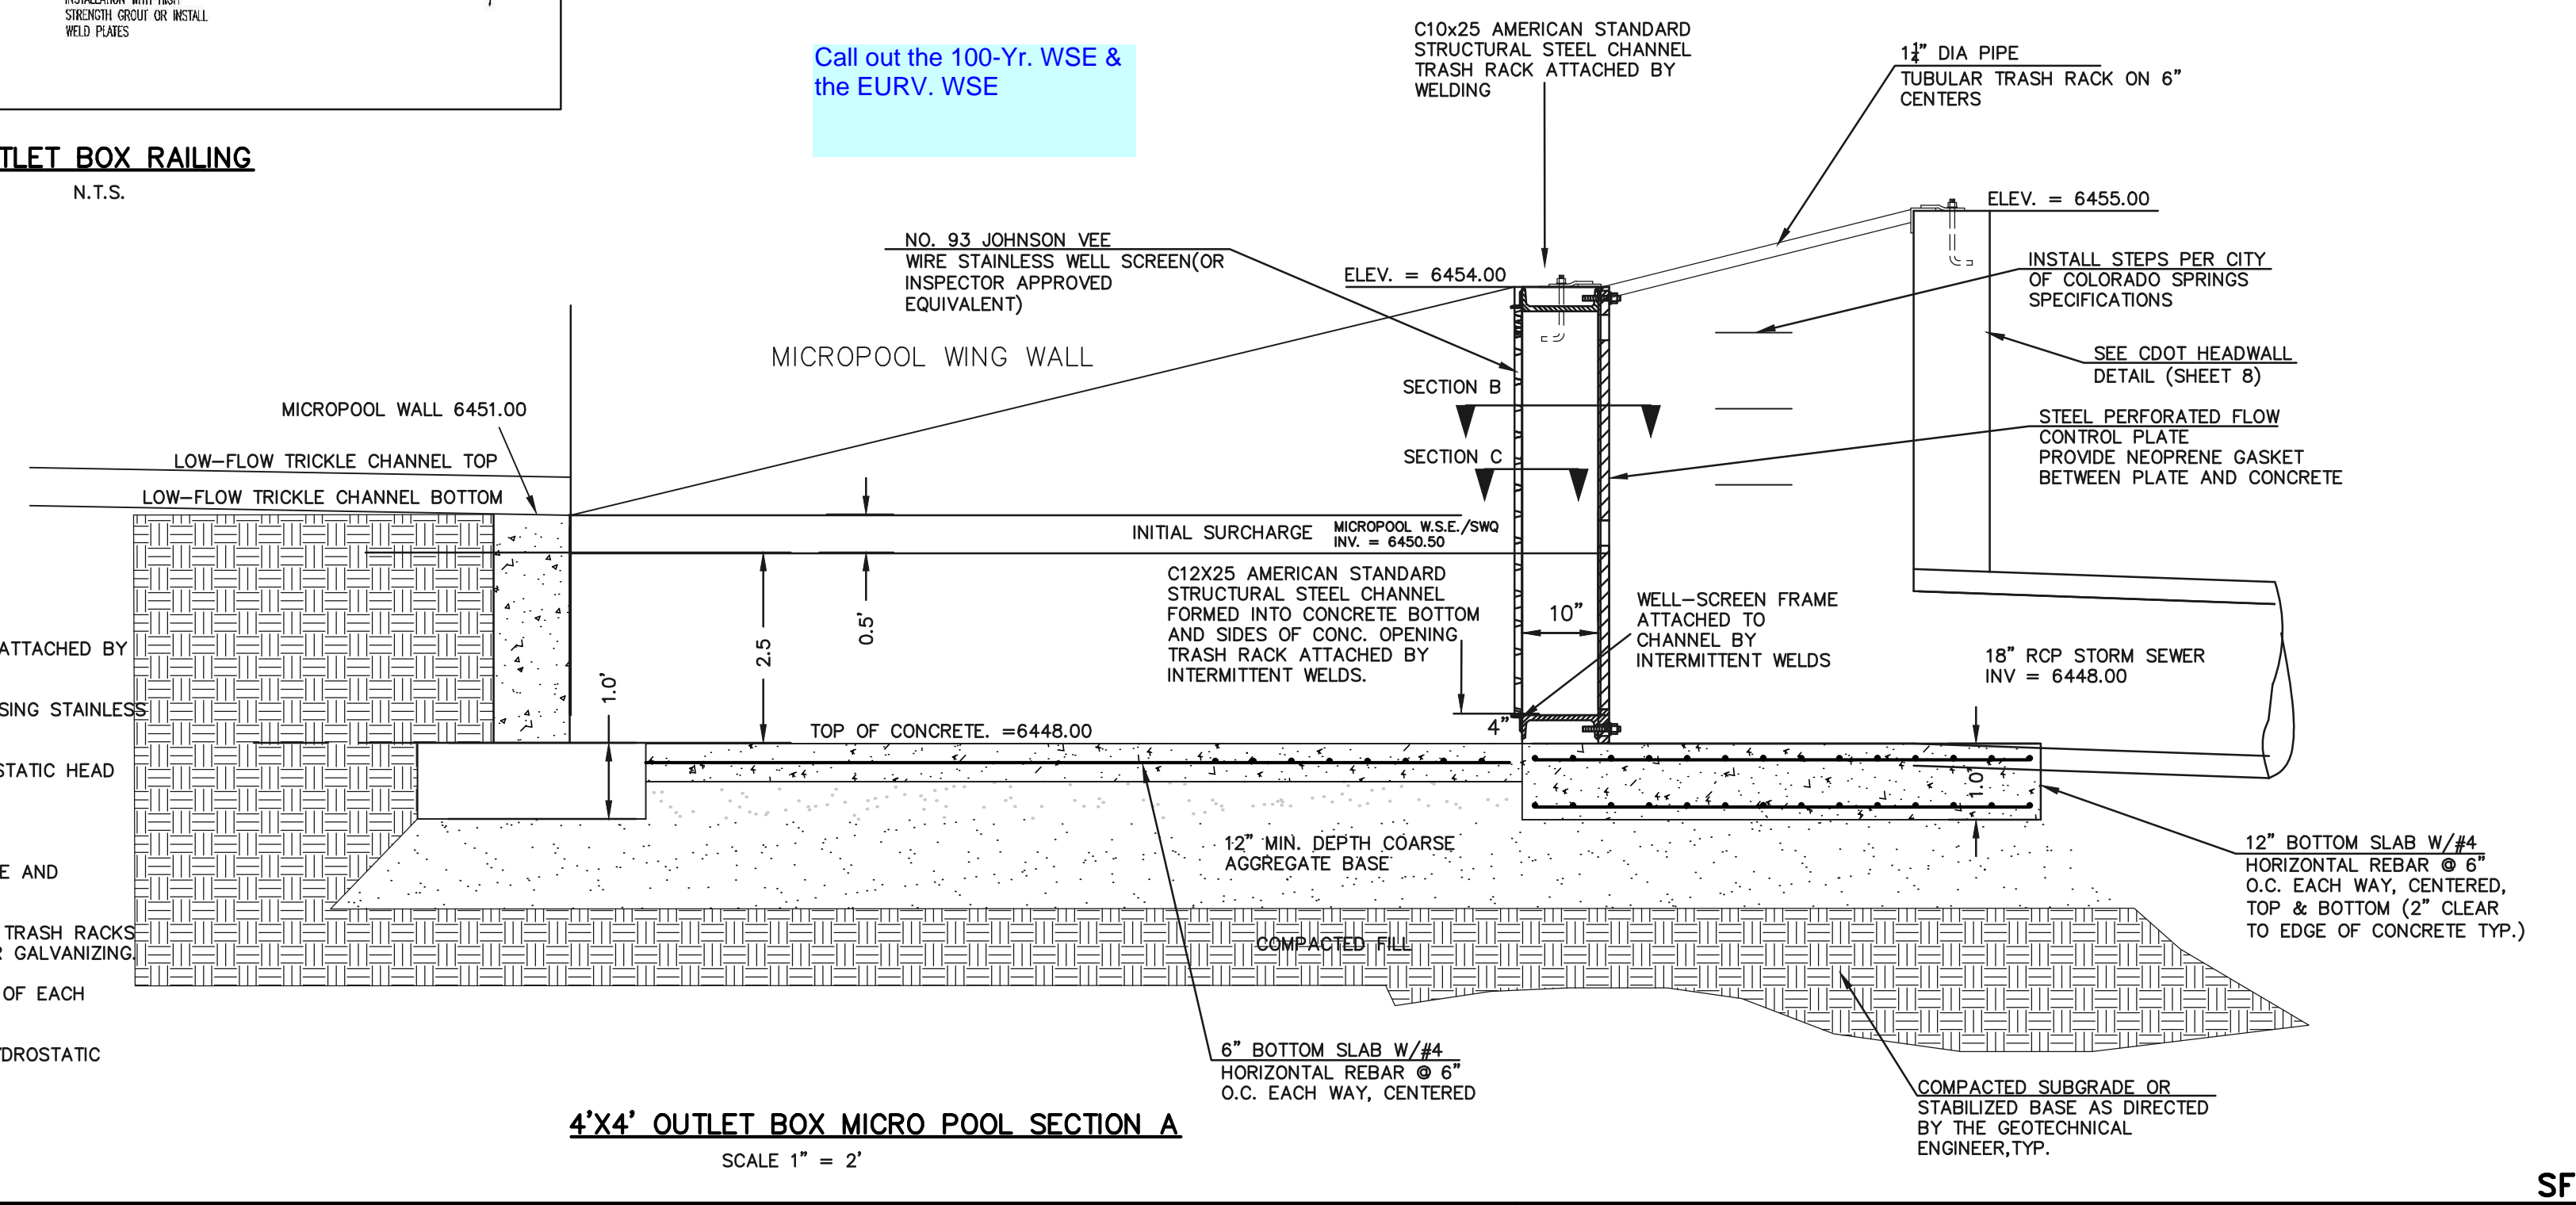 STRENGTH GROUT OR INSTALL
WELD PLATES
TLET BOX RAILING
N.T.S.
Call out the 100-Yr. WSE &
the EURV. WSE
C10x25 AMERICAN STANDARD
STRUCTURAL STEEL CHANNEL
TRASH RACK ATTACHED BY
WELDING
1¼" DIA PIPE
TUBULAR TRASH RACK ON 6"
CENTERS
ELEV. = 6455.00
NO. 93 JOHNSON VEE
WIRE STAINLESS WELL SCREEN(OR
INSPECTOR APPROVED
EQUIVALENT)
ELEV. = 6454.00
INSTALL STEPS PER CITY
OF COLORADO SPRINGS
SPECIFICATIONS
MICROPOOL WING WALL
SEE CDOT HEADWALL
DETAIL (SHEET 8)
SECTION B
SECTION C
STEEL PERFORATED FLOW
CONTROL PLATE
PROVIDE NEOPRENE GASKET
BETWEEN PLATE AND CONCRETE
MICROPOOL WALL 6451.00
LOW-FLOW TRICKLE CHANNEL TOP
LOW-FLOW TRICKLE CHANNEL BOTTOM
INITIAL SURCHARGE
MICROPOOL W.S.E./SWQ
INV. = 6450.50
C12X25 AMERICAN STANDARD
STRUCTURAL STEEL CHANNEL
FORMED INTO CONCRETE BOTTOM
AND SIDES OF CONC. OPENING
TRASH RACK ATTACHED BY
INTERMITTENT WELDS.
10"
WELL-SCREEN FRAME
ATTACHED TO
CHANNEL BY
INTERMITTENT WELDS
18" RCP STORM SEWER
INV = 6448.00
2.5
0.5'
1.0'
4"
TOP OF CONCRETE. =6448.00
1.0'
ATTACHED BY
SING STAINLESS
STATIC HEAD
E AND
TRASH RACKS
R GALVANIZING.
OF EACH
YDROSTATIC
12" MIN. DEPTH COARSE
AGGREGATE BASE
COMPACTED FILL
12" BOTTOM SLAB W/#4
HORIZONTAL REBAR @ 6"
O.C. EACH WAY, CENTERED,
TOP & BOTTOM (2" CLEAR
TO EDGE OF CONCRETE TYP.)
6" BOTTOM SLAB W/#4
HORIZONTAL REBAR @ 6"
O.C. EACH WAY, CENTERED
COMPACTED SUBGRADE OR
STABILIZED BASE AS DIRECTED
BY THE GEOTECHNICAL
ENGINEER,TYP.
4'X4' OUTLET BOX MICRO POOL SECTION A
SCALE 1" = 2'
SF